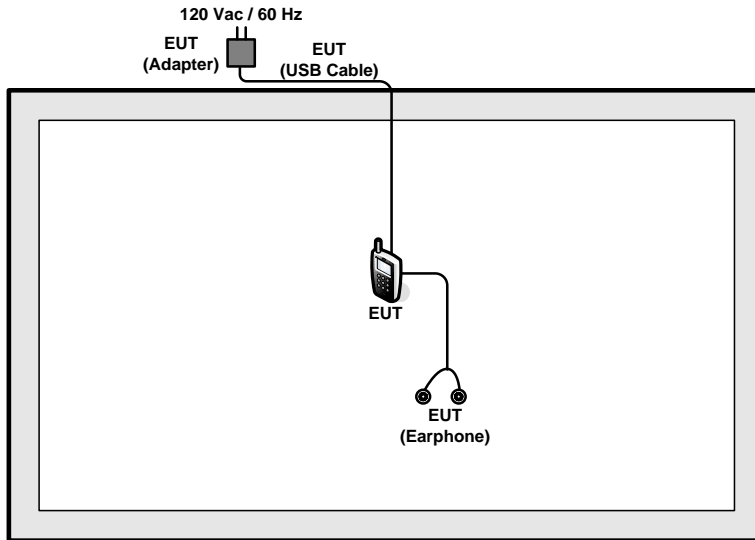 120 Vac / 60 Hz
EUT
(Adapter)
EUT
(USB Cable)
EUT
EUT
(Earphone)